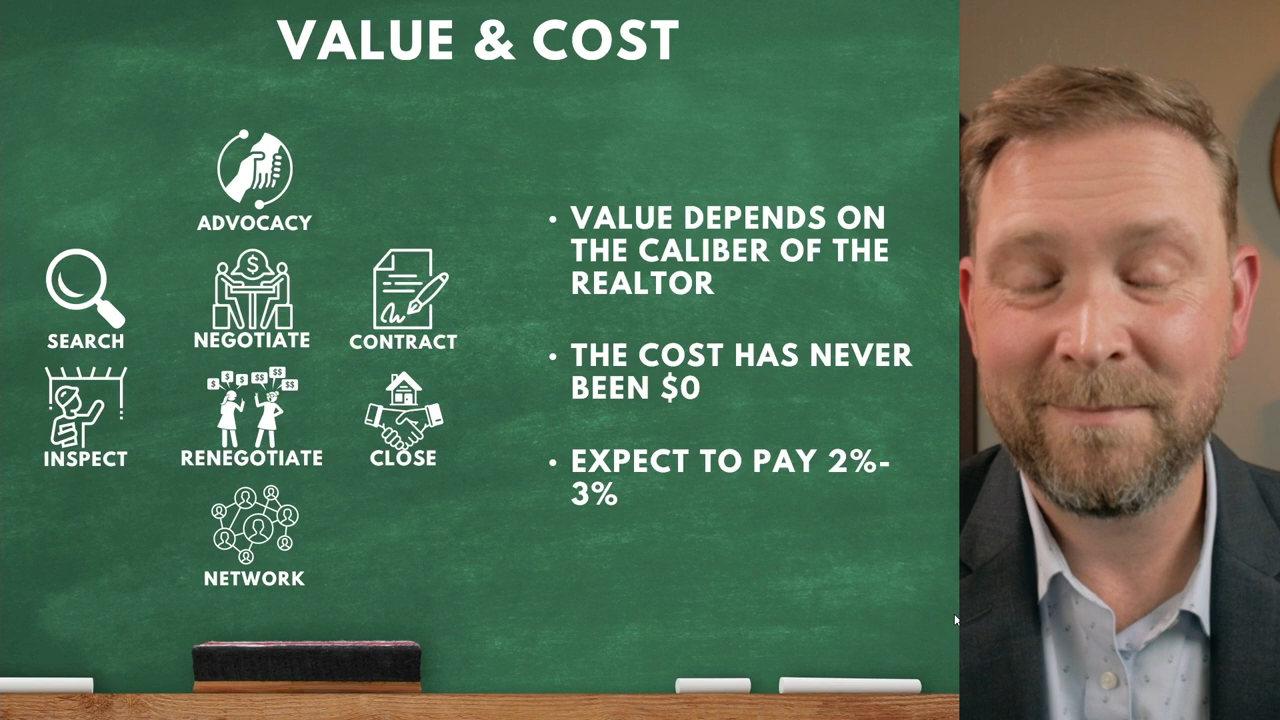 VALUE & COST
ADVOCACY
SEARCH
NEGOTIATE
CONTRACT
INSPECT
RENEGOTIATE
CLOSE
NETWORK
• VALUE DEPENDS ON
THE CALIBER OF THE
REALTOR
• THE COST HAS NEVER
BEEN $0
• EXPECT TO PAY 2%-
3%